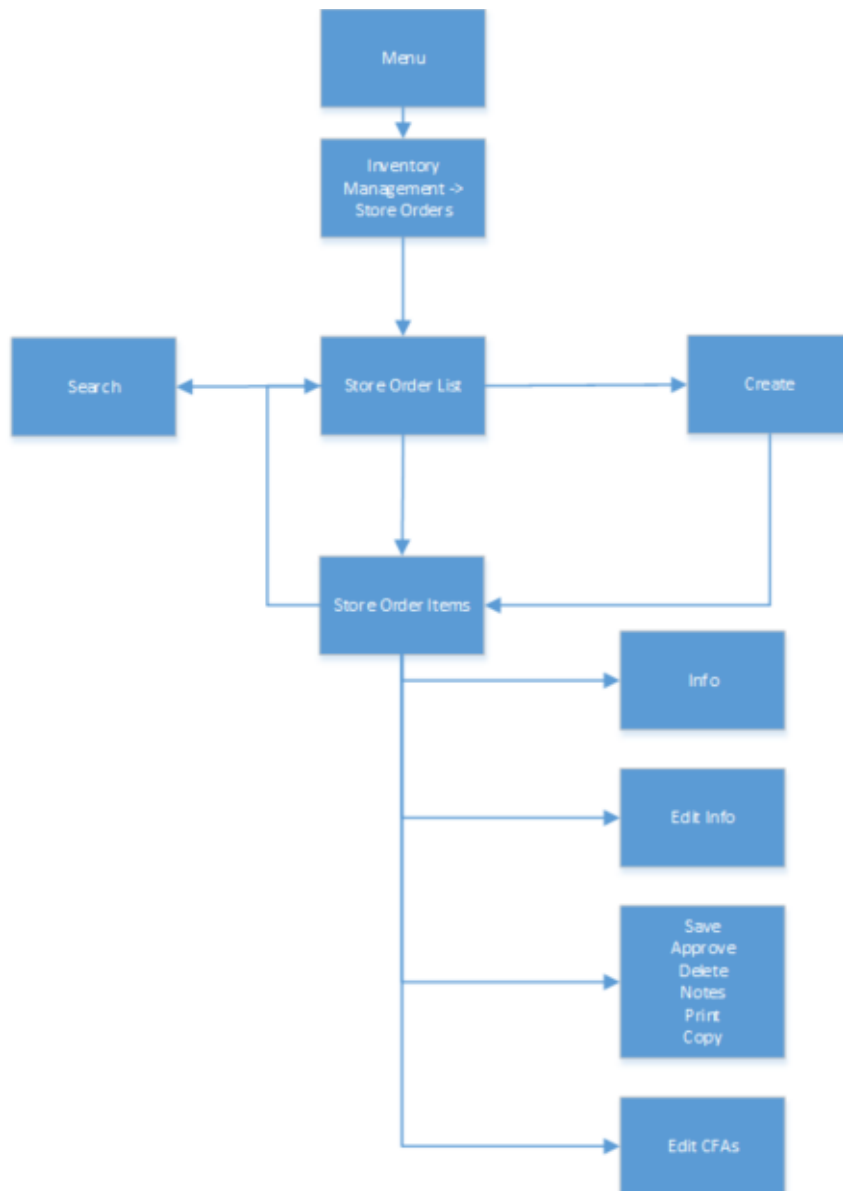 Menu
Inventory
Management ->
Store Orders
Search
Store Order List
Create
Store Order Items
Info
Edit Info
Save
Approve
Delete
Notes
Print
Copy
Edit CFAs